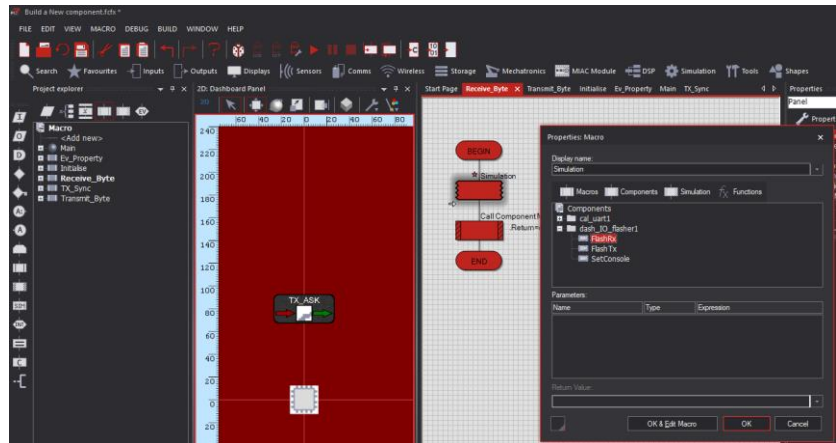 Build a New component.fcfx *
FILE EDIT VIEW MACRO DEBUG BUILD WINDOW HELP
Search Favourites Inputs Outputs Displays Sensors Comms Wireless Storage Mechatronics MIAC Module DSP Simulation Tools Shapes
Project explorer
Macro
<Add new>
Main
Ev_Property
Initialise
Receive_Byte
TX_Sync
Transmit_Byte
2D: Dashboard Panel
2D
60 40 20 0 20 40 60 80
240
220
200
180
160
140
120
100
80
60
40
20
0
20
TX_ASK
Start Page Receive_Byte X Transmit_Byte Initialise Ev_Property Main TX_Sync
BEGIN
Simulation
Call Component M
.Return=
END
Properties
Panel
Propert
Properties: Macro
Display name:
Simulation
Macros Components Simulation Functions
Components
cal_uart1
dash_IO_flasher1
FlashRx
FlashTx
SetConsole
Parameters:
Name Type Expression
Return Value:
OK & Edit Macro OK Cancel